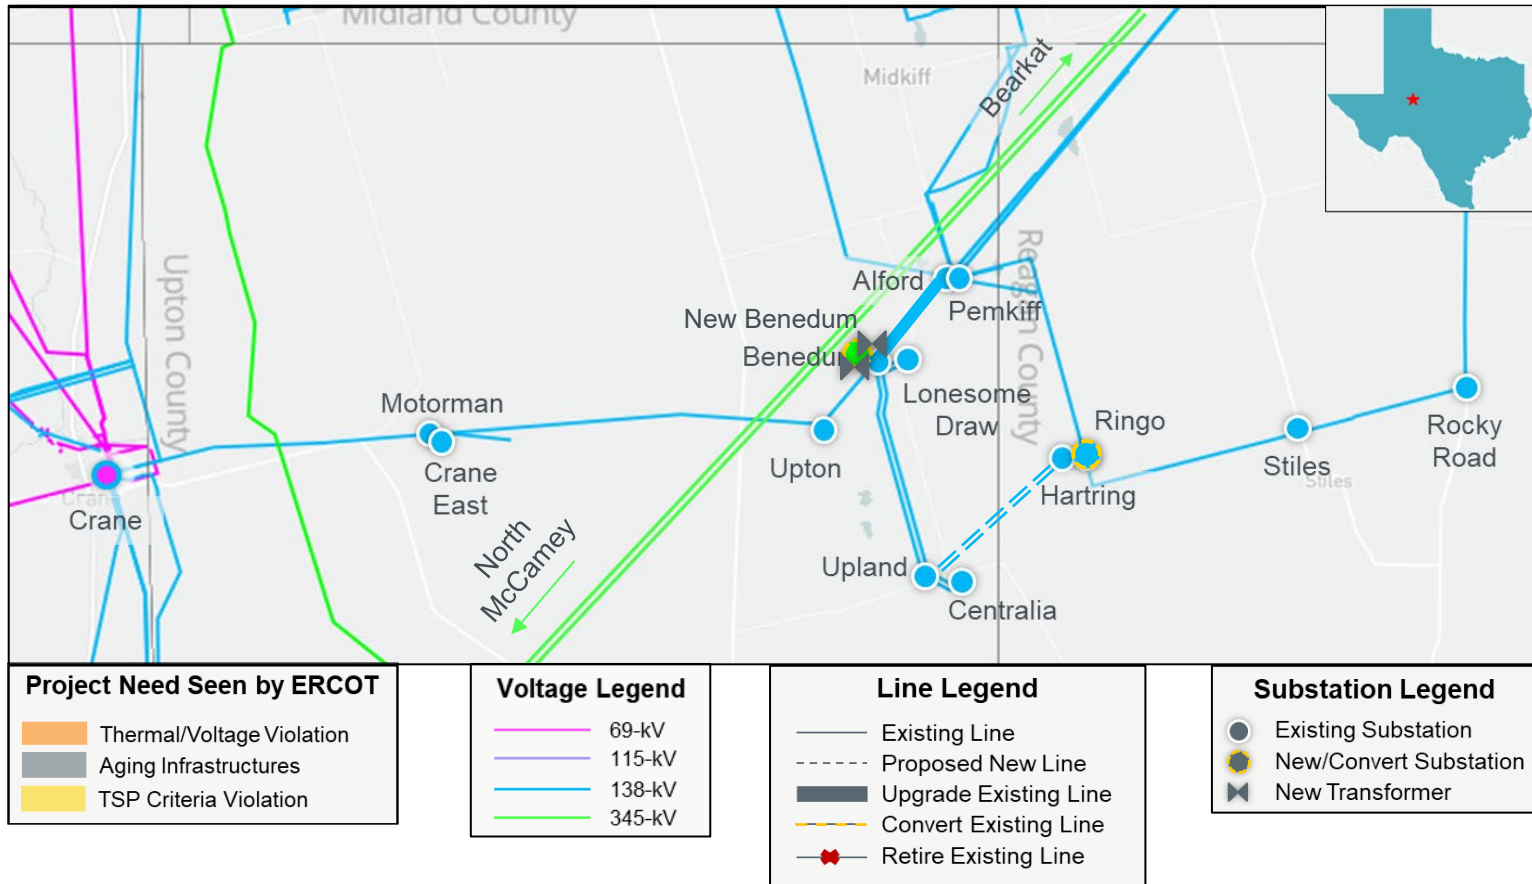 Midland County
Midkiff
Bearkat
Upton County
Reagan County
Alford
Pemkiff
New Benedum
Benedum
Lonesome
Draw
Motorman
Crane
East
Upton
Ringo
Hartring
Rocky
Road
Stiles
Stiles
Crane
Crane
North
McCamey
Upland
Centralia
Project Need Seen by ERCOT
Thermal/Voltage Violation
Aging Infrastructures
TSP Criteria Violation
Voltage Legend
69-kV
115-kV
138-kV
345-kV
Line Legend
Existing Line
Proposed New Line
Upgrade Existing Line
Convert Existing Line
Retire Existing Line
Substation Legend
Existing Substation
New/Convert Substation
New Transformer